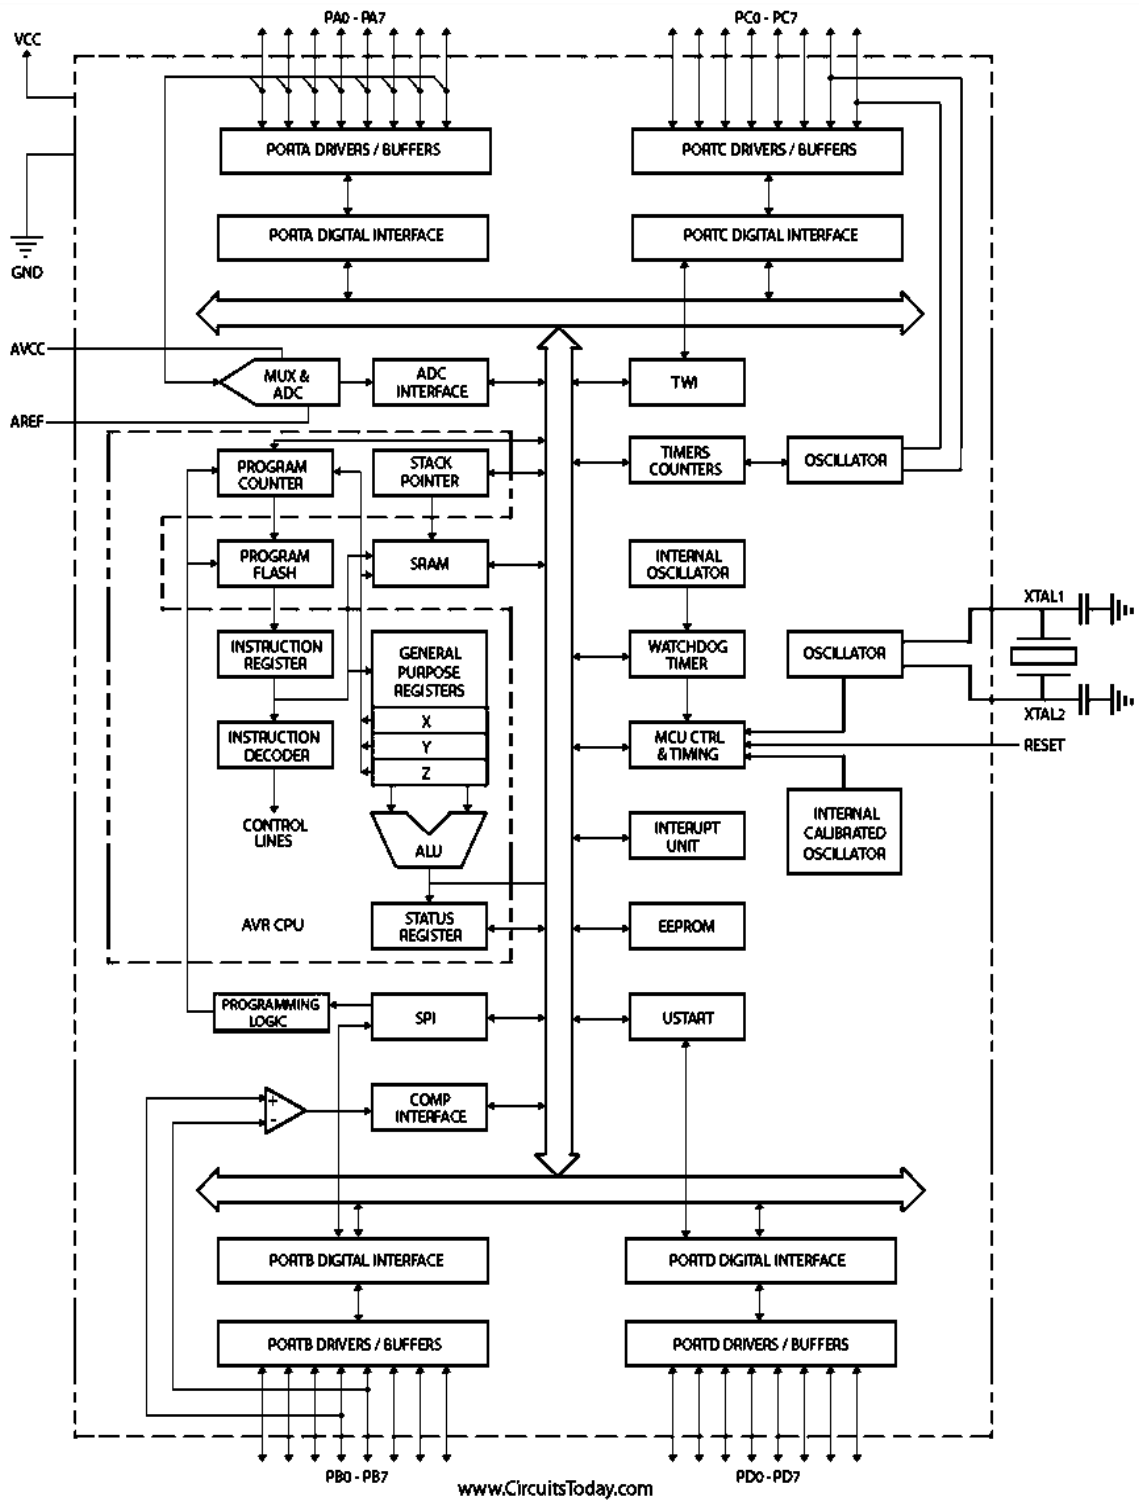 PA0 - PA7
PC0 - PC7
VCC
PORTA DRIVERS / BUFFERS
PORTC DRIVERS / BUFFERS
PORTA DIGITAL INTERFACE
PORTC DIGITAL INTERFACE
GND
AVCC
MUX &
ADC
ADC
INTERFACE
TWI
AREF
PROGRAM
COUNTER
STACK
POINTER
TIMERS
COUNTERS
OSCILLATOR
PROGRAM
FLASH
SRAM
INTERNAL
OSCILLATOR
XTAL1
INSTRUCTION
REGISTER
GENERAL
PURPOSE
REGISTERS
WATCHDOG
TIMER
OSCILLATOR
X
Y
Z
XTAL2
INSTRUCTION
DECODER
MCU CTRL
& TIMING
RESET
CONTROL
LINES
ALU
INTERUPT
UNIT
INTERNAL
CALIBRATED
OSCILLATOR
AVR CPU
STATUS
REGISTER
EEPROM
PROGRAMMING
LOGIC
SPI
USTART
+
-
COMP
INTERFACE
PORTB DIGITAL INTERFACE
PORTD DIGITAL INTERFACE
PORTB DRIVERS / BUFFERS
PORTD DRIVERS / BUFFERS
PB0 - PB7
PD0 - PD7
www.CircuitsToday.com